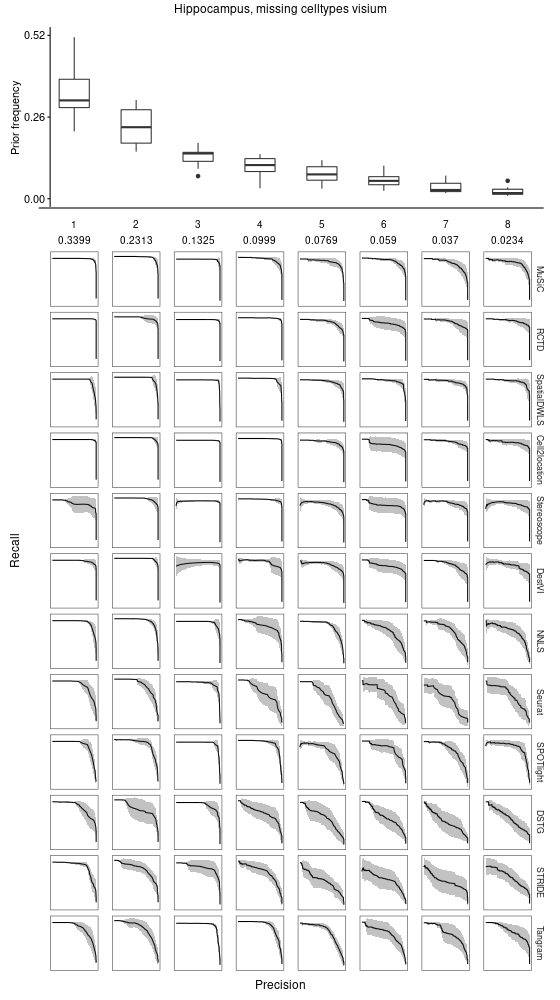 Hippocampus, missing celltypes visium
Prior frequency
0.52
0.26
0.00
1 2 3 4 5 6 7 8
0.3399 0.2313 0.1325 0.0999 0.0769 0.059 0.037 0.0234
MuSiC
RCTD
SpatialDWLS
Cell2location
Stereoscope
DestVI
NNLS
Seurat
SPOTlight
DSTG
STRIDE
Tangram
Recall
Precision